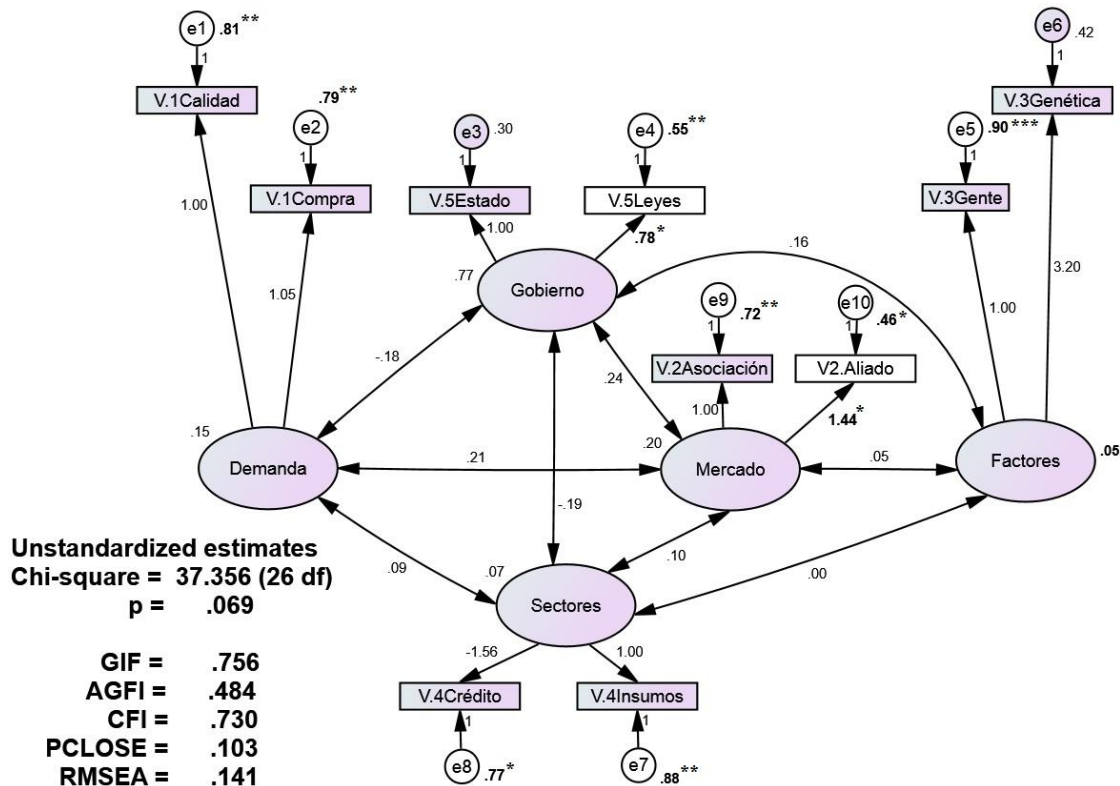 e1 .81**
1
V.1Calidad
e6 .42
1
V.3Genética
e2 .79**
1
V.1Compra
e3 .30
1
V.5Estado
e4 .55**
1
V.5Leyes
e5 .90***
1
V.3Gente
1.00
1.05
1.00
.78*
.77
Gobierno
.16
1.00
3.20
e9 .72**
1
V.2Asociación
e10 .46*
1
V2.Aliado
-.18
.24
1.00
1.44*
.15
Demanda
.21
.20
Mercado
.05
Factores
.05
-.19
.09
.07
Sectores
.10
.00
-1.56
1.00
V.4Crédito
1
e8 .77*
V.4Insumos
1
e7 .88**
Unstandardized estimates
Chi-square = 37.356 (26 df)
p = .069
GIF = .756
AGFI = .484
CFI = .730
PCLOSE = .103
RMSEA = .141